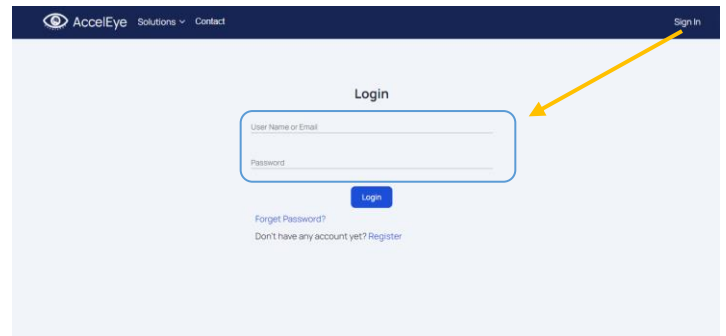 AccelEye Solutions Contact Sign In
Login
User Name or Email
Password
Login
Forget Password?
Don't have any account yet? Register